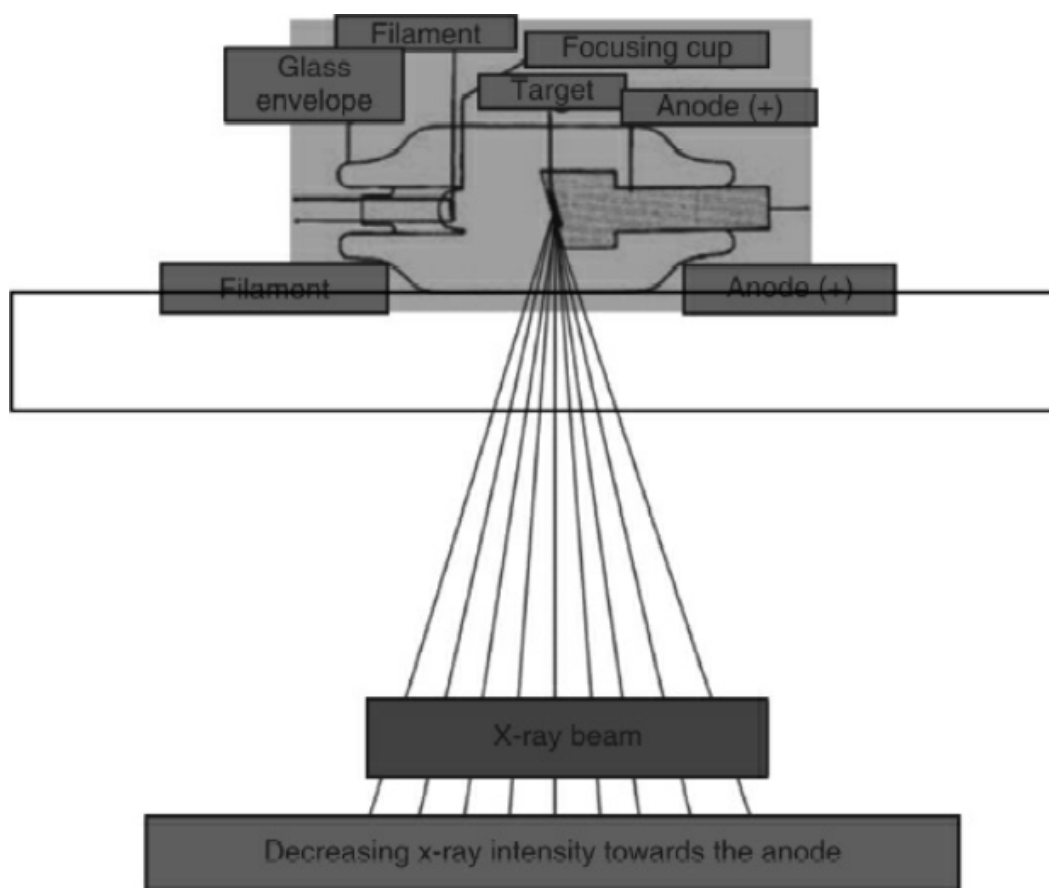 Filament
Focusing cup
Glass
envelope
Target
Anode (+)
Filament
Anode (+)
X-ray beam
Decreasing x-ray intensity towards the anode